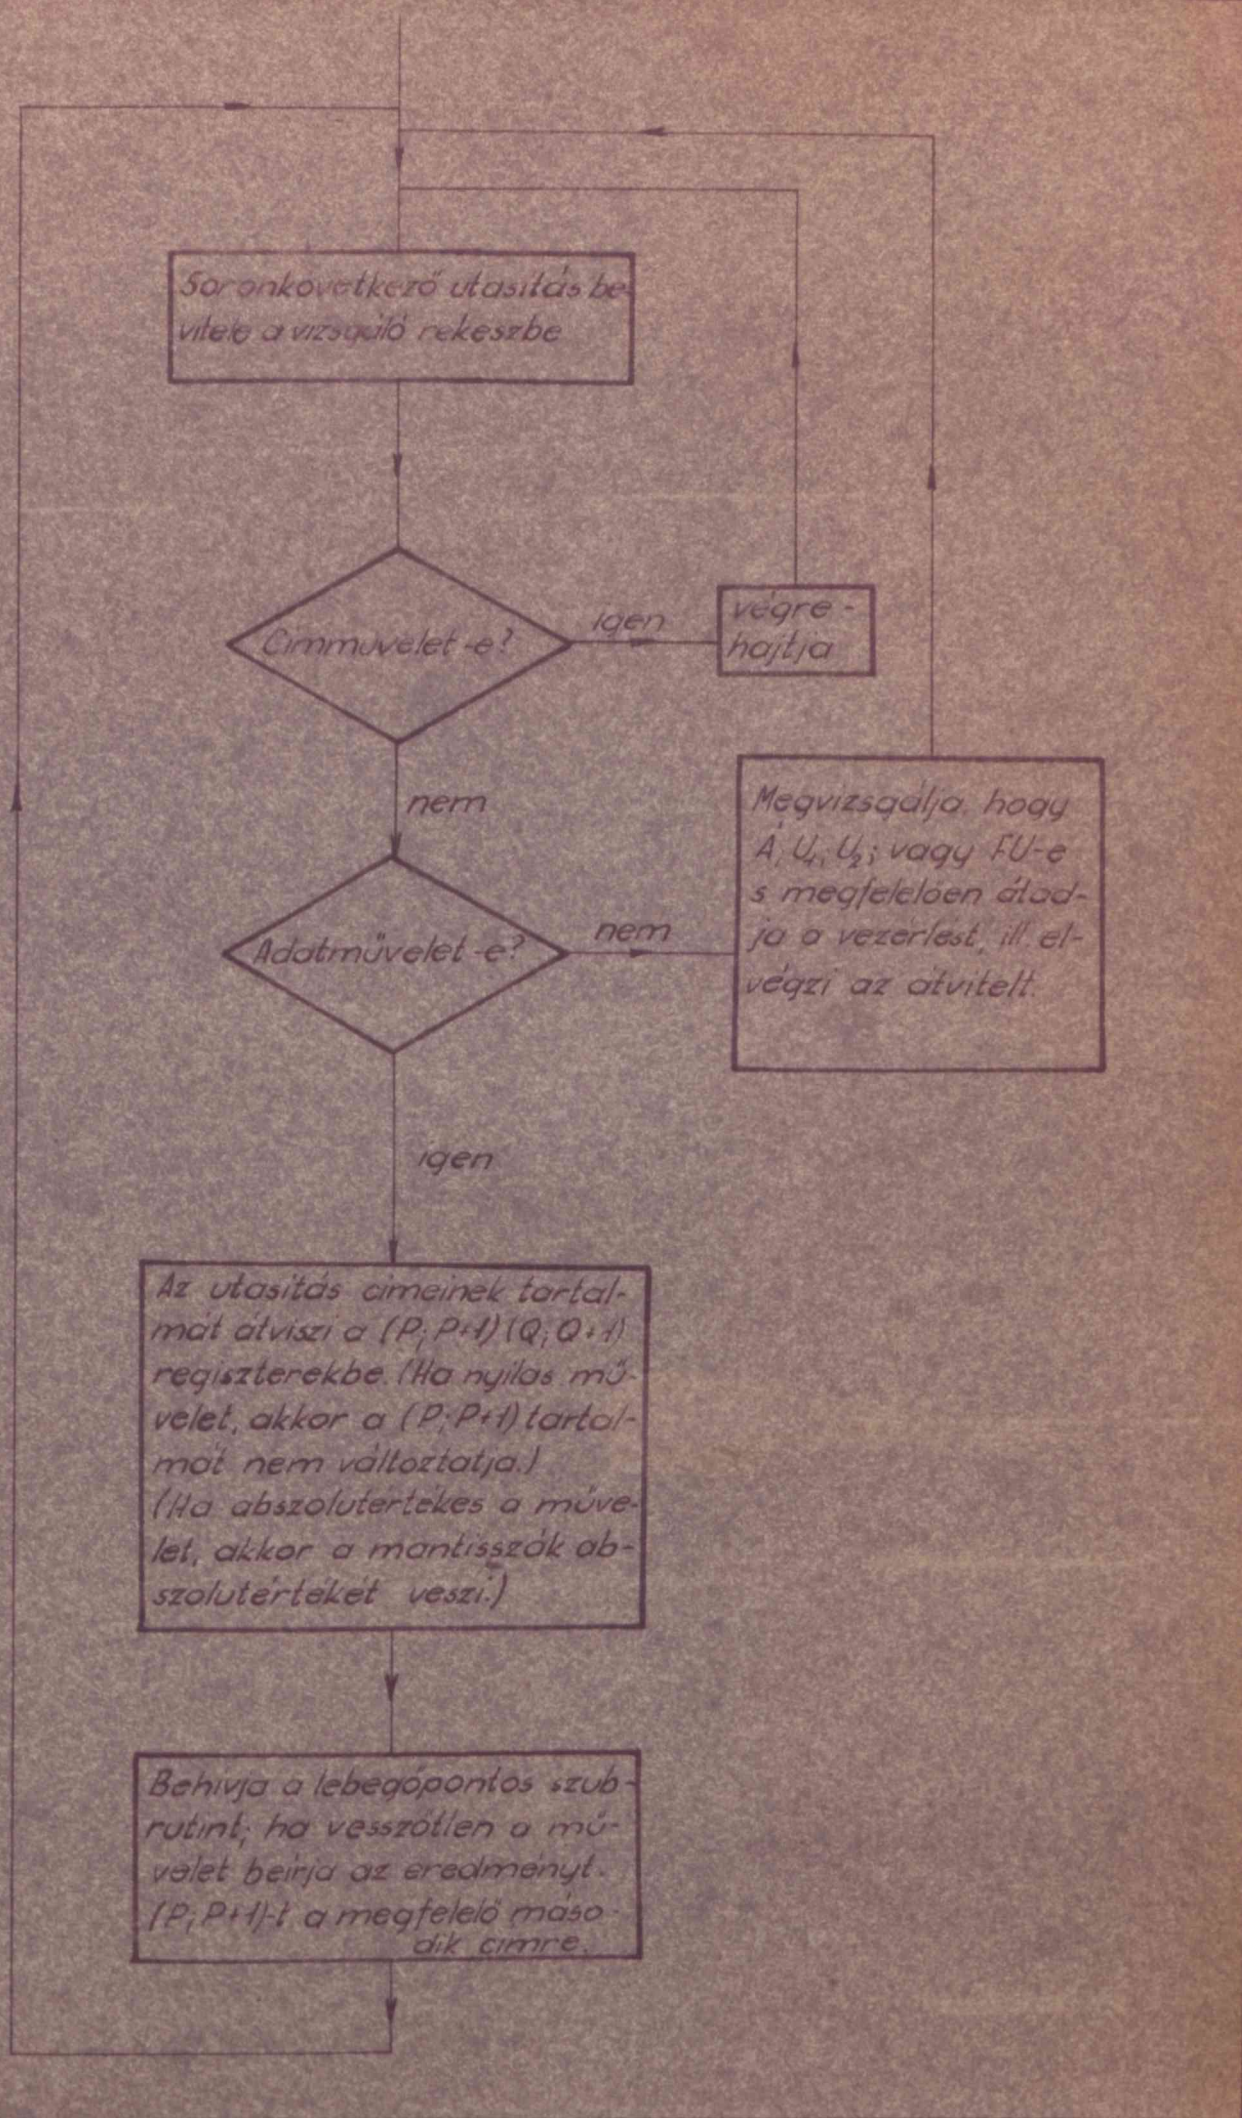 Soronkövetkező utasítás be-
vitele a vizsgáló rekeszbe
Címművelet-e?
igen
végre-
hajtja
nem
Megvizsgálja, hogy
Á; U₁; U₂; vagy FU-e
s megfelelően átad-
ja a vezérlést, ill. el-
végzi az átvitelt.
Adatművelet-e?
nem
igen
Az utasítás címeinek tartal-
mát átviszi a (P; P+1) (Q; Q+1)
regiszterekbe. (Ha nyilas mű-
velet, akkor a (P; P+1) tartal-
mát nem változtatja.)
(Ha abszolutértékes a műve-
let, akkor a mantisszák ab-
szolutértékét veszi.)
Behívja a lebegőpontos szub-
rutint; ha vesszőtlen a mű-
velet beírja az eredményt.
(P; P+1)-t a megfelelő máso-
dik címre.